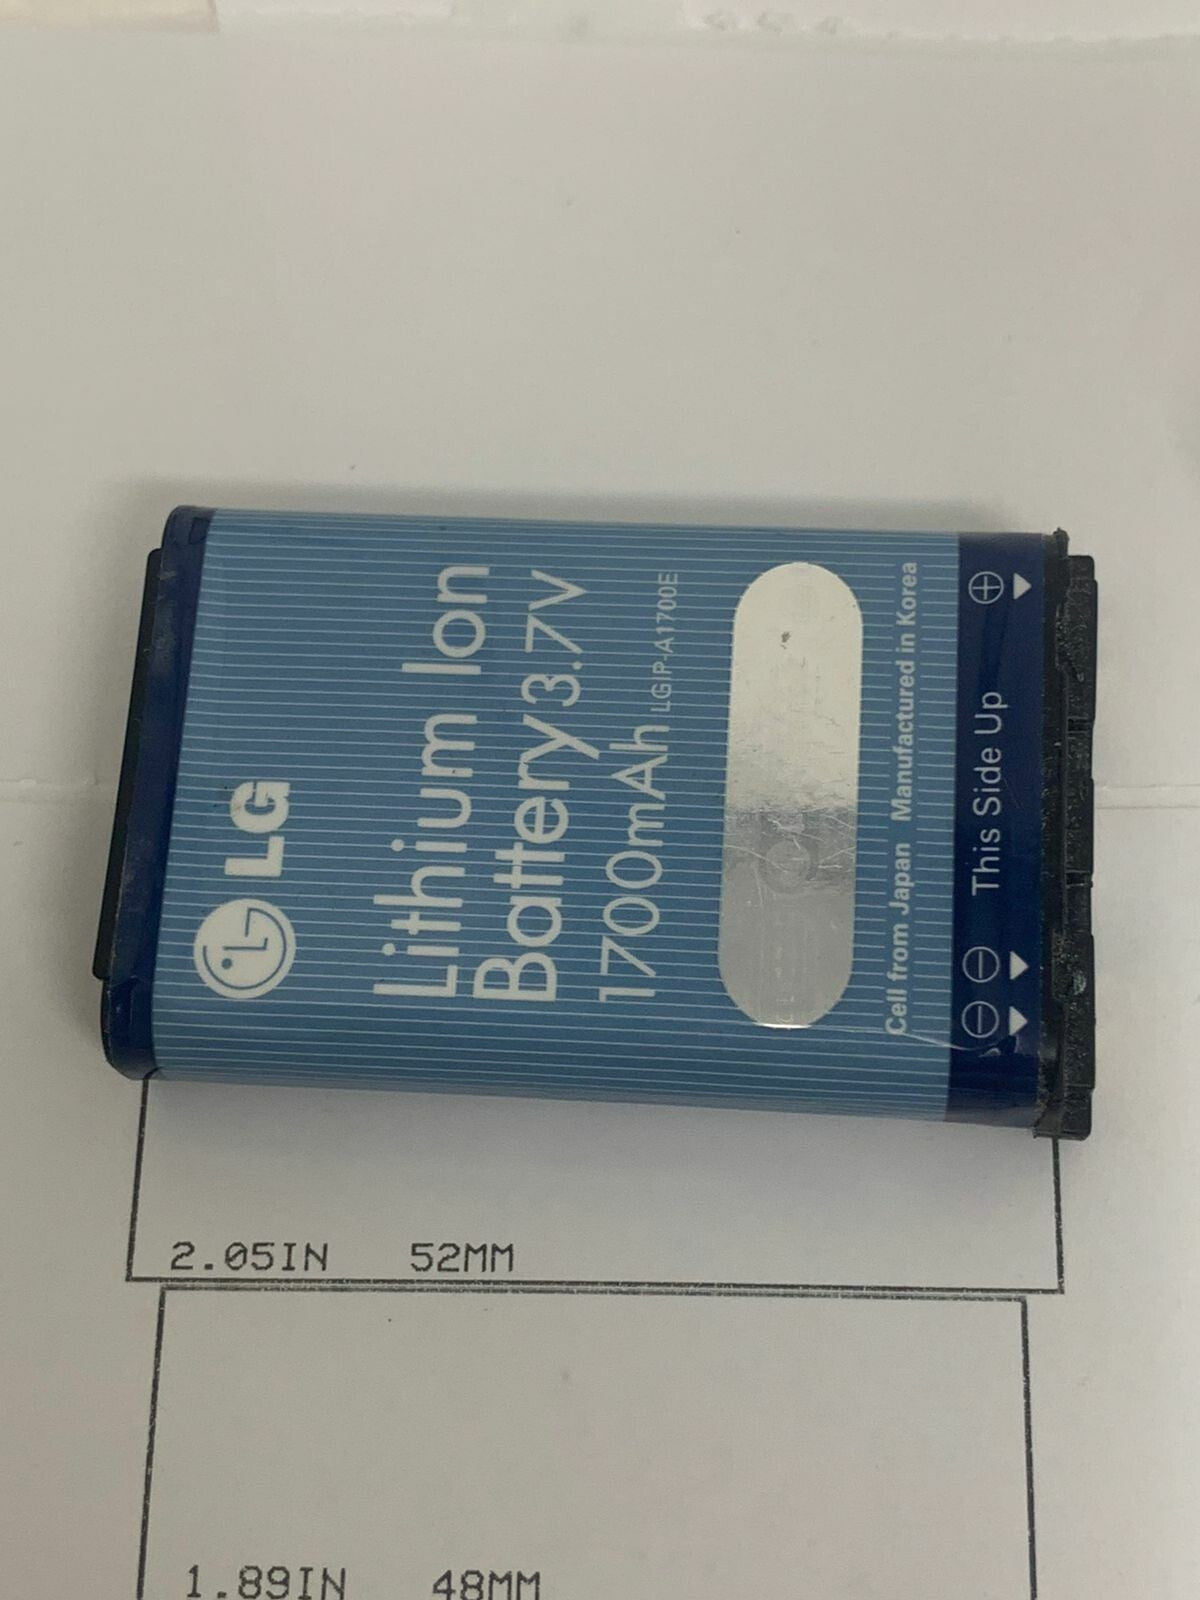 LG
Lithium Ion
Battery 3.7V
1700mAh LGIP-A1700E
Cell from Japan Manufactured in Korea
⊖ ⊖ This Side Up ⊕
2.05IN 52MM
1.89IN 48MM